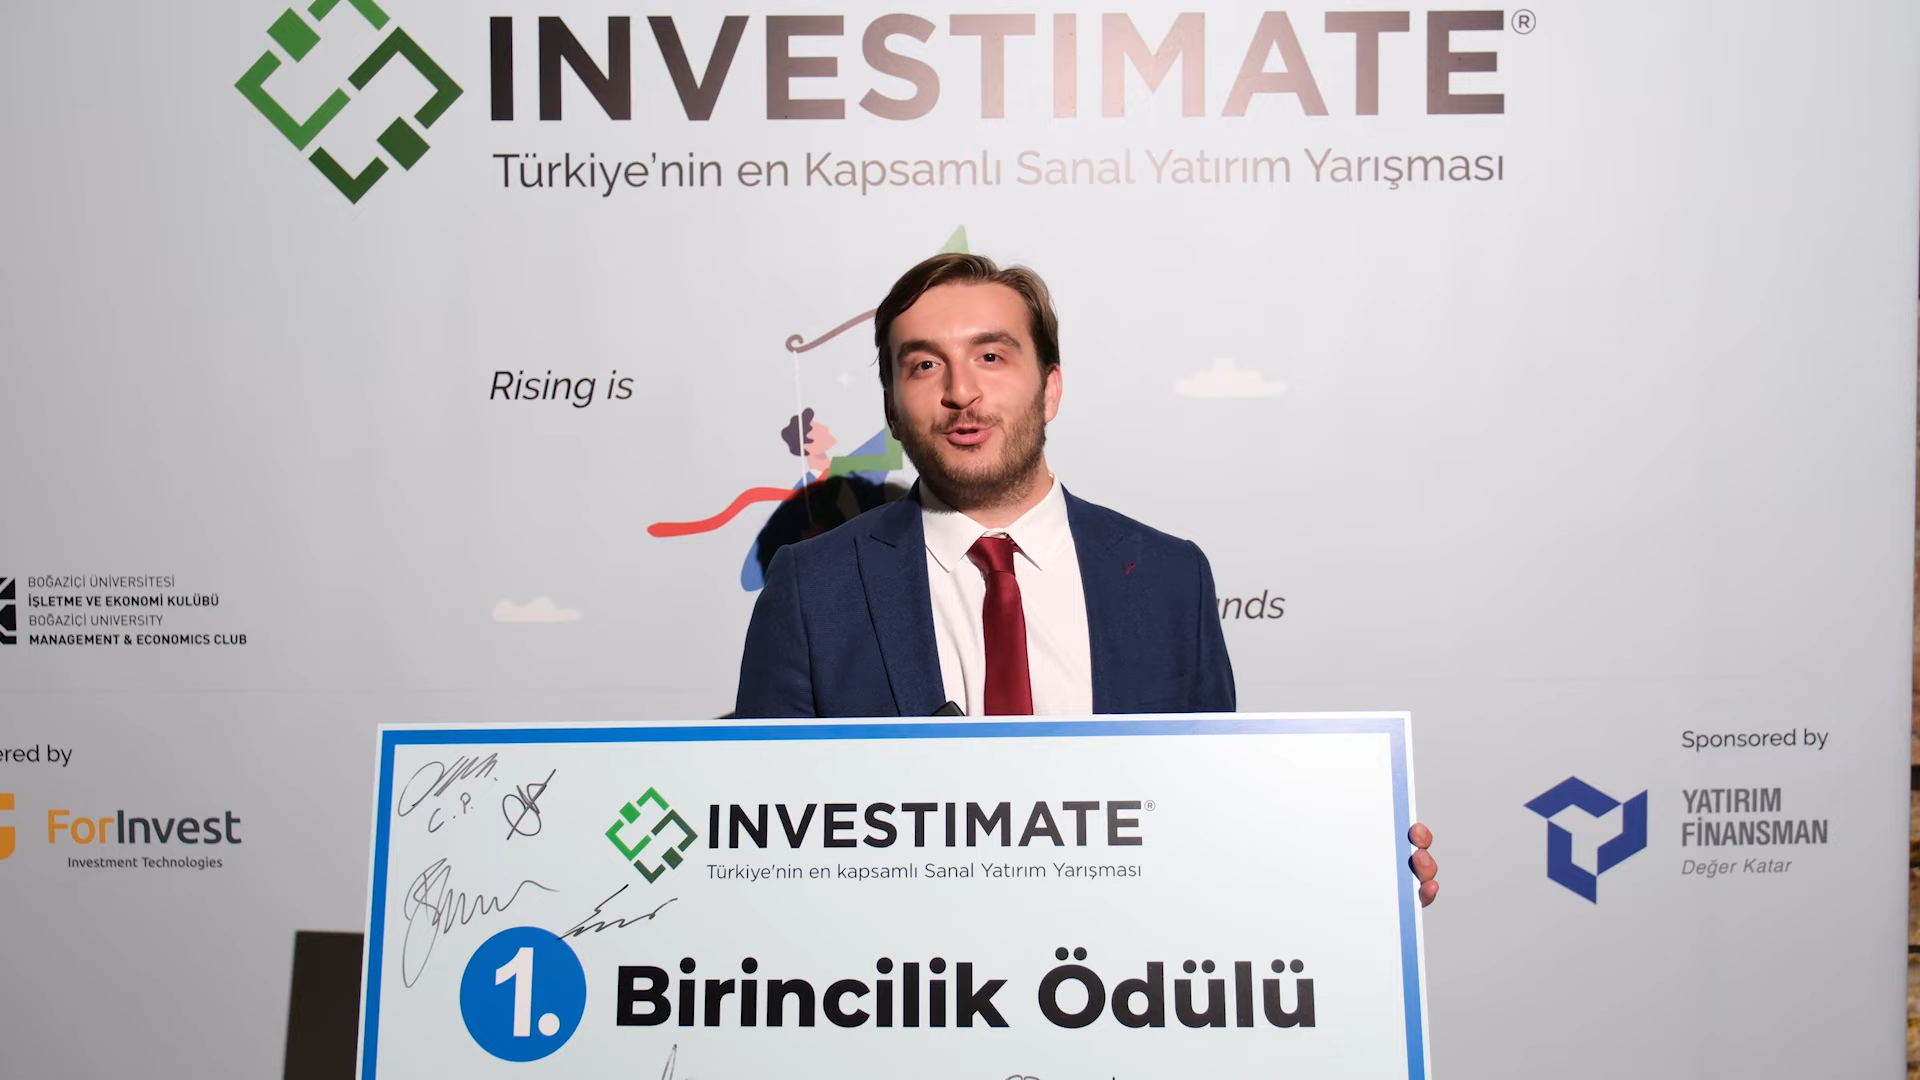 INVESTIMATE®
Türkiye'nin en Kapsamlı Sanal Yatırım Yarışması
Rising is
BOĞAZİÇİ ÜNİVERSİTESİ
İŞLETME VE EKONOMİ KULÜBÜ
BOĞAZİÇİ UNIVERSITY
MANAGEMENT & ECONOMICS CLUB
by
ForInvest
Investment Technologies
Sponsored by
YATIRIM
FİNANSMAN
Değer Katar
C.P.
INVESTIMATE®
Türkiye'nin en kapsamlı Sanal Yatırım Yarışması
1. Birincilik Ödülü